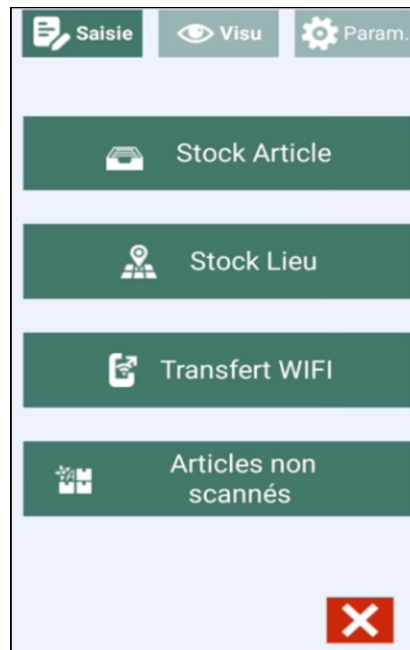 Saisie
Visu
Param.
Stock Article
Stock Lieu
Transfert WIFI
Articles non
scannés